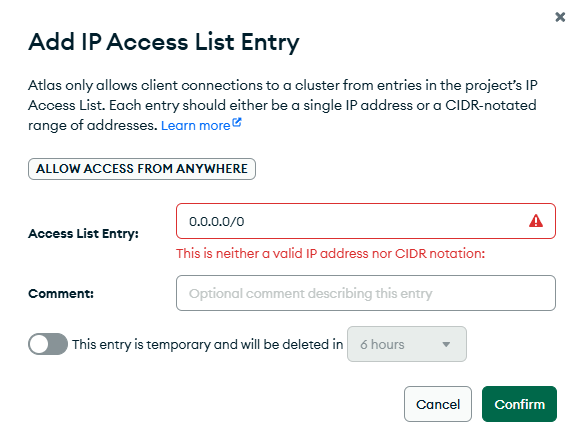 Add IP Access List Entry
Atlas only allows client connections to a cluster from entries in the project's IP
Access List. Each entry should either be a single IP address or a CIDR-notated
range of addresses. Learn more
ALLOW ACCESS FROM ANYWHERE
Access List Entry:
0.0.0.0/0
This is neither a valid IP address nor CIDR notation:
Comment:
Optional comment describing this entry
This entry is temporary and will be deleted in 6 hours
Cancel Confirm